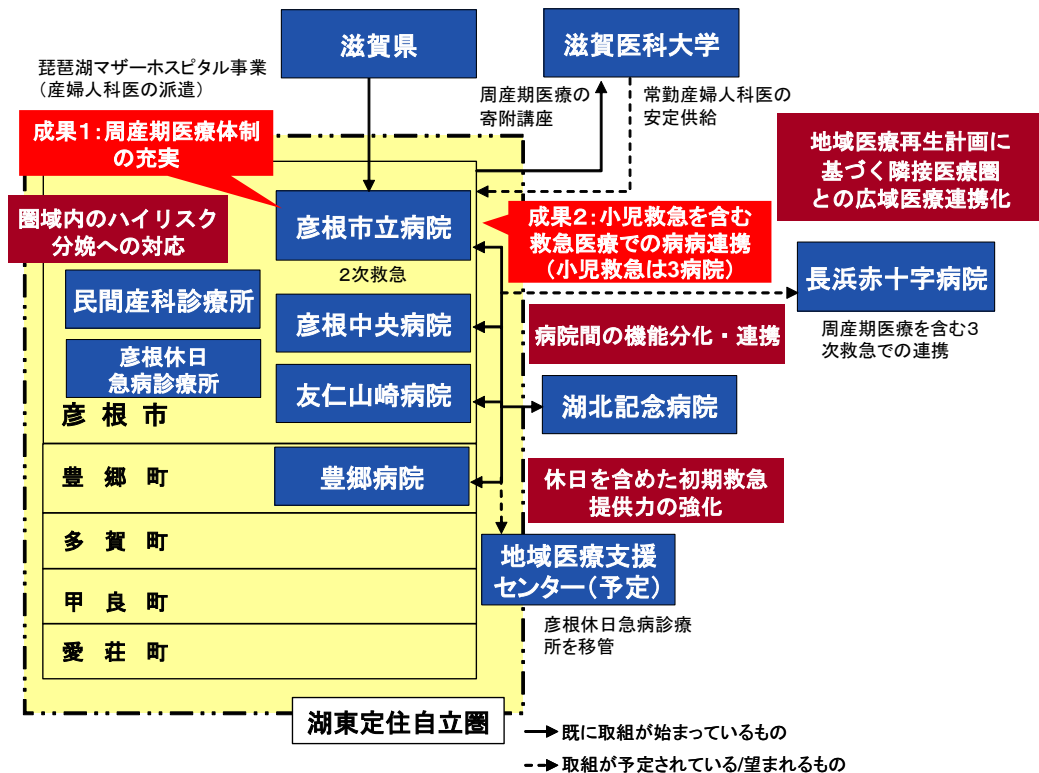 滋賀県
滋賀医科大学
琵琶湖マザーホスピタル事業
（産婦人科医の派遣）
周産期医療の
寄附講座
常勤産婦人科医の
安定供給
成果１：周産期医療体制
の充実
地域医療再生計画に
基づく隣接医療圏
との広域医療連携化
圏域内のハイリスク
分娩への対応
彦根市立病院
２次救急
成果２：小児救急を含む
救急医療での病病連携
（小児救急は３病院）
長浜赤十字病院
周産期医療を含む３
次救急での連携
民間産科診療所
彦根中央病院
病院間の機能分化・連携
彦根休日
急病診療所
友仁山崎病院
湖北記念病院
彦根市
豊郷町
豊郷病院
休日を含めた初期救急
提供力の強化
多賀町
地域医療支援
センター（予定）
彦根休日急病診療
所を移管
甲良町
愛荘町
湖東定住自立圏
既に取組が始まっているもの
取組が予定されている/望まれるもの